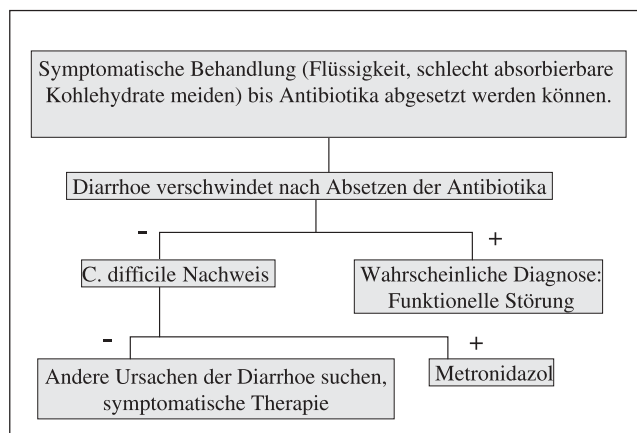 Symptomatische Behandlung (Flüssigkeit, schlecht absorbierbare
Kohlehydrate meiden) bis Antibiotika abgesetzt werden können.
Diarrhoe verschwindet nach Absetzen der Antibiotika
- +
C. difficile Nachweis
Wahrscheinliche Diagnose:
Funktionelle Störung
- +
Andere Ursachen der Diarrhoe suchen,
symptomatische Therapie
Metronidazol